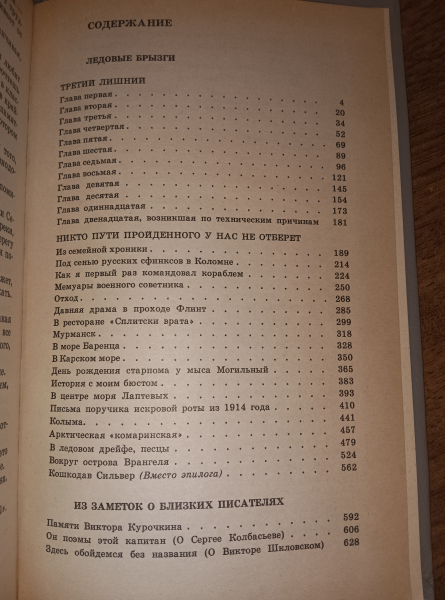 СОДЕРЖАНИЕ
ЛЕДОВЫЕ БРЫЗГИ
ТРЕТИЙ ЛИШНИЙ
Глава первая . . . . . . . . . . . . . . . . 4
Глава вторая . . . . . . . . . . . . . . . . 20
Глава третья . . . . . . . . . . . . . . . . 34
Глава четвертая . . . . . . . . . . . . . . . 52
Глава пятая . . . . . . . . . . . . . . . . 69
Глава шестая . . . . . . . . . . . . . . . . 89
Глава седьмая . . . . . . . . . . . . . . . 96
Глава восьмая . . . . . . . . . . . . . . . 121
Глава девятая . . . . . . . . . . . . . . . 145
Глава десятая . . . . . . . . . . . . . . . 154
Глава одиннадцатая . . . . . . . . . . . . . 173
Глава двенадцатая, возникшая по техническим причинам 181
НИКТО ПУТИ ПРОЙДЕННОГО У НАС НЕ ОТБЕРЕТ
Из семейной хроники . . . . . . . . . . . . . 189
Под сенью русских сфинксов в Коломне . . . . . 214
Как я первый раз командовал кораблем . . . . . 224
Мемуары военного советника . . . . . . . . . . 250
Отход . . . . . . . . . . . . . . . . . . 268
Давняя драма в проходе Флинт . . . . . . . . . 285
В ресторане «Сплитски врата» . . . . . . . . . 299
Мурманск . . . . . . . . . . . . . . . . . 318
В море Баренца . . . . . . . . . . . . . . . 328
В Карском море . . . . . . . . . . . . . . . 350
День рождения старпома у мыса Могильный . . . . 365
История с моим бюстом . . . . . . . . . . . . 383
В центре моря Лаптевых . . . . . . . . . . . . 393
Письма поручика искровой роты из 1914 года . . . 410
Колыма . . . . . . . . . . . . . . . . . . 441
Арктическая «комаринская» . . . . . . . . . . 457
В ледовом дрейфе, песцы . . . . . . . . . . . 479
Вокруг острова Врангеля . . . . . . . . . . . 524
Кошкодав Сильвер (Вместо эпилога) . . . . . . . 562
ИЗ ЗАМЕТОК О БЛИЗКИХ ПИСАТЕЛЯХ
Памяти Виктора Курочкина . . . . . . . . . . . 592
Он поэмы этой капитан (О Сергее Колбасьеве) . . . 606
Здесь обойдемся без названия (О Викторе Шкловском) 628